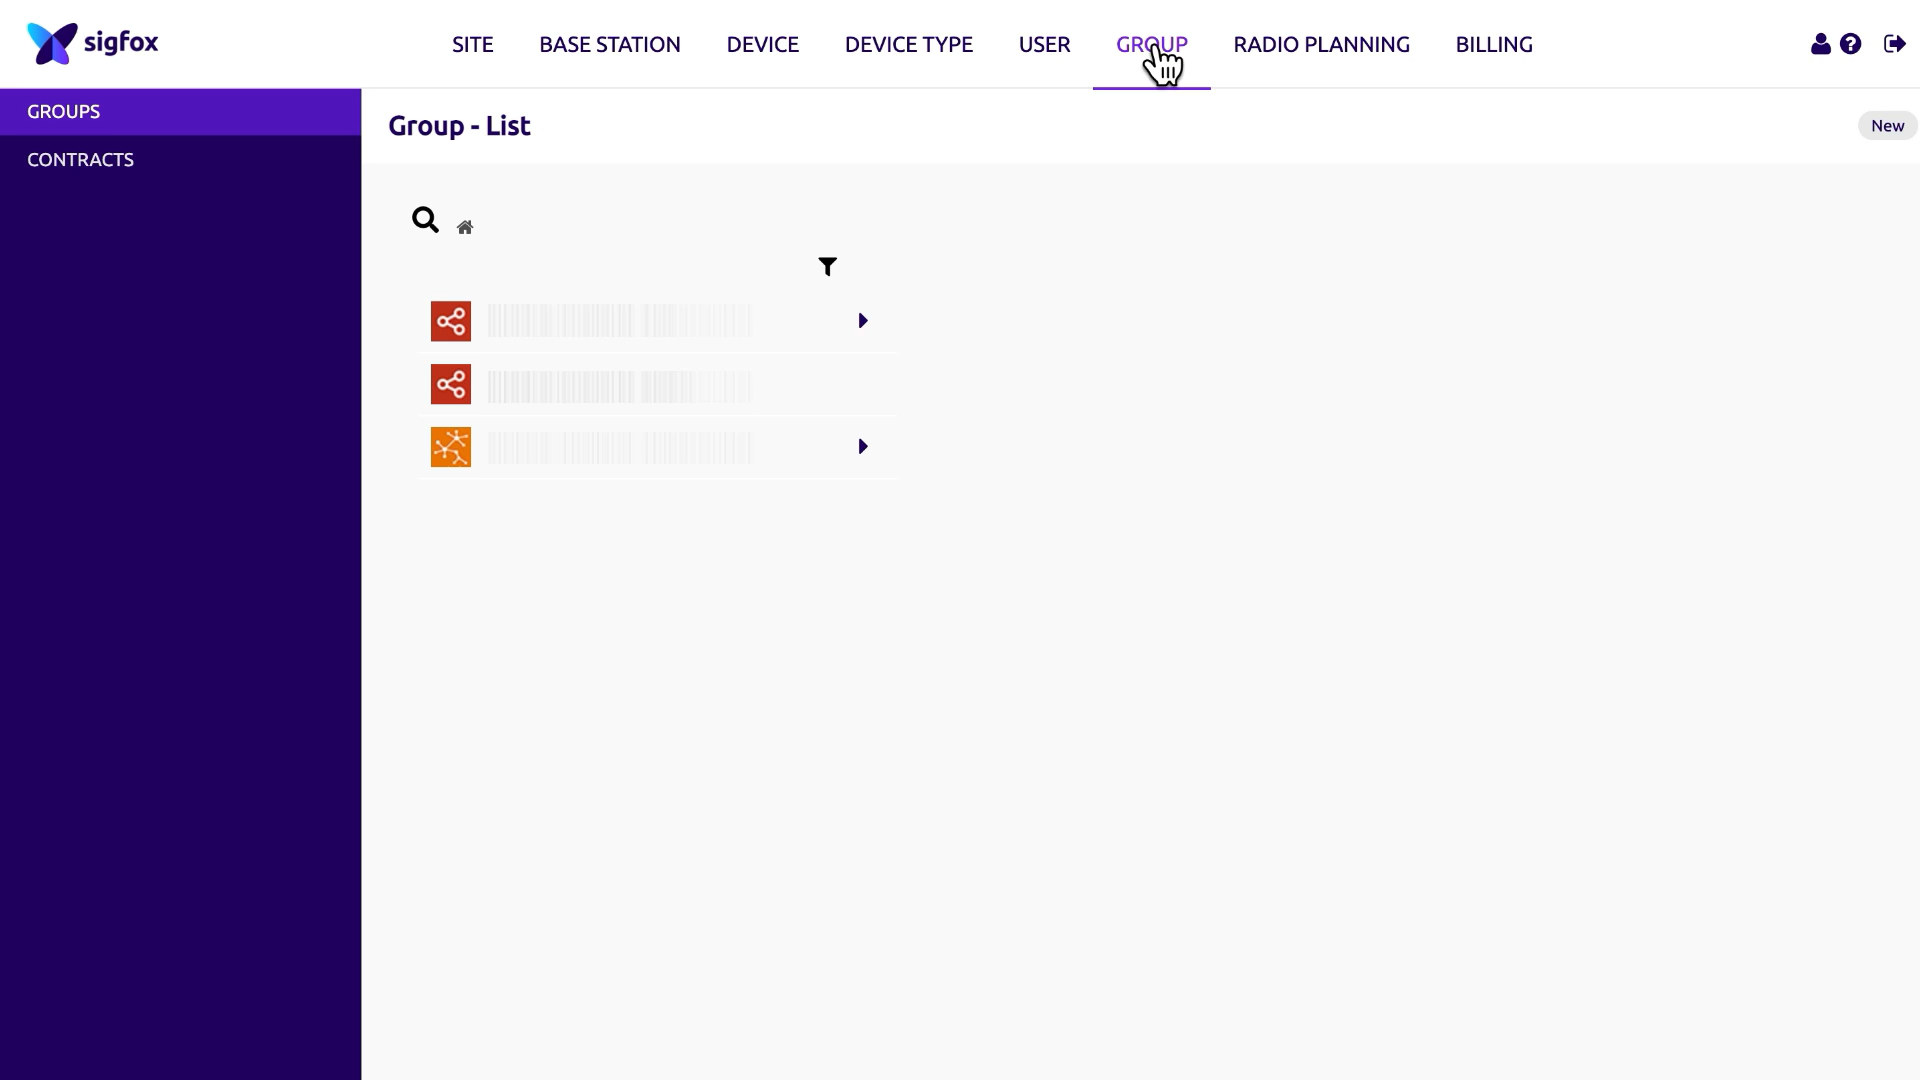 sigfox
SITE BASE STATION DEVICE DEVICE TYPE USER GROUP RADIO PLANNING BILLING
GROUPS
CONTRACTS
Group - List
New